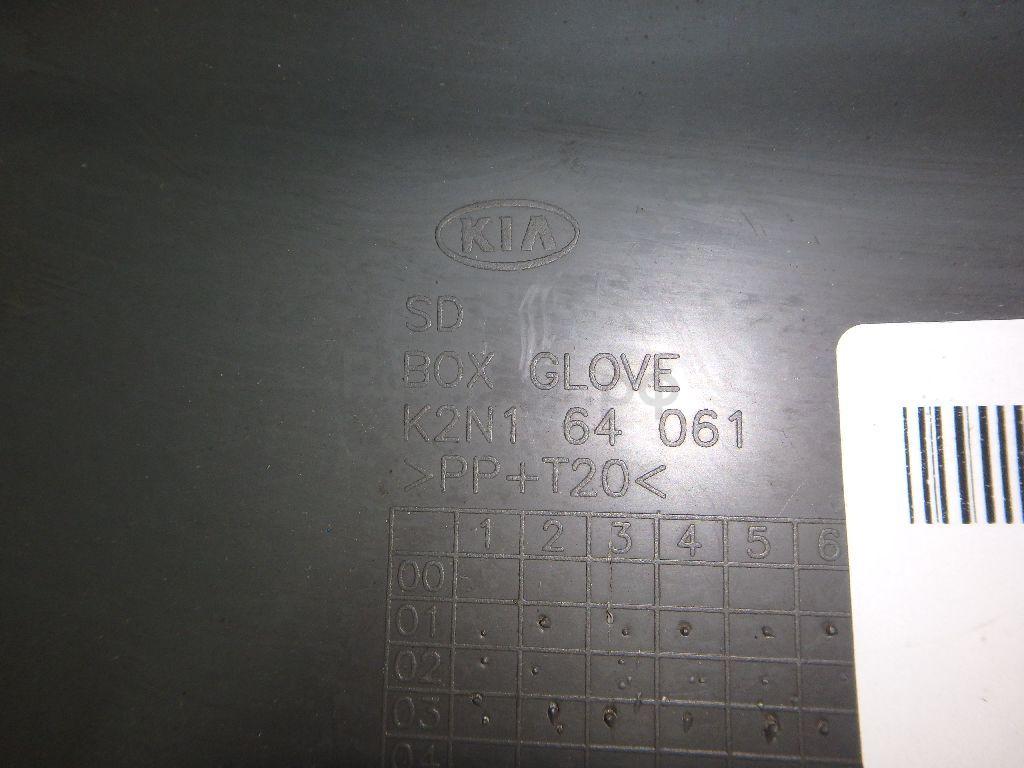 KIA
SD
BOX GLOVE
K2N1 64 061
>PP+T20<
1 2 3 4 5 6
00
01
02
03
04